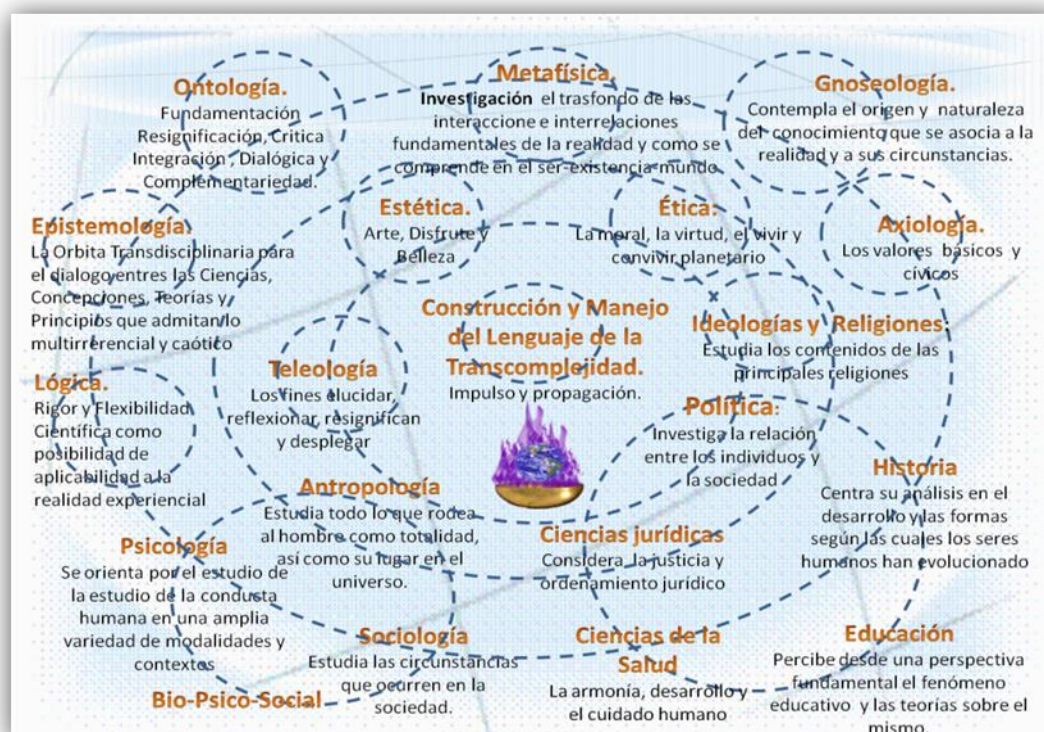 Ontología.
Fundamentación
Resignificación, Critica
Integración , Dialógica y
Complementariedad.
Metafísica.
Investigación el trasfondo de las
interaccione e interrelaciones
fundamentales de la realidad y como se
comprende en el ser-existencia-mundo
Gnoseología.
Contempla el origen y naturaleza
del conocimiento que se asocia a la
realidad y a sus circunstancias.
Epistemología.
La Orbita Transdisciplinaria para
el dialogo entres las Ciencias,
Concepciones, Teorías y
Principios que admitan lo
multirrerencial y caótico
Estética.
Arte, Disfrute y
Belleza
Ética:
La moral, la virtud, el vivir y
convivir planetario
Axiología.
Los valores básicos y
cívicos
Construcción y Manejo
del Lenguaje de la
Transcomplejidad.
Impulso y propagación.
Ideologías y Religiones:
Estudia los contenidos de las
principales religiones
Lógica.
Rigor y Flexibilidad
Científica como
posibilidad de
aplicabilidad a la
realidad experiencial
Teleología
Los fines elucidar,
reflexionar, resignifican
y desplegar
Política:
Investiga la relación
entre los individuos y
la sociedad
Historia
Centra su análisis en el
desarrollo y las formas
según las cuales los seres
humanos han evolucionado
Antropología
Estudia todo lo que rodea
al hombre como totalidad,
así como su lugar en el
universo.
Ciencias jurídicas
Considera, la justicia y
ordenamiento jurídico
Psicología
Se orienta por el estudio de
la estudio de la conducta
humana en una amplia
variedad de modalidades y
contextos
Bio-Psico-Social
Sociología
Estudia las circunstancias
que ocurren en la
sociedad.
Ciencias de la
Salud
La armonía, desarrollo y
el cuidado humano
Educación
Percibe desde una perspectiva
fundamental el fenómeno
educativo y las teorías sobre el
mismo.